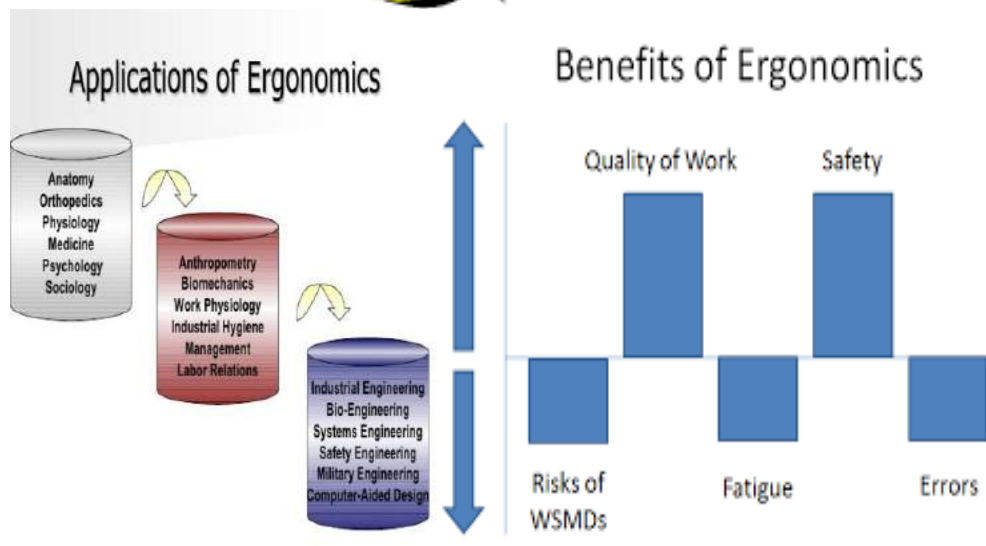 Applications of Ergonomics
Anatomy
Orthopedics
Physiology
Medicine
Psychology
Sociology
Anthropometry
Biomechanics
Work Physiology
Industrial Hygiene
Management
Labor Relations
Industrial Engineering
Bio-Engineering
Systems Engineering
Safety Engineering
Military Engineering
Computer-Aided Design
Benefits of Ergonomics
Quality of Work
Safety
Risks of
WSMDs
Fatigue
Errors